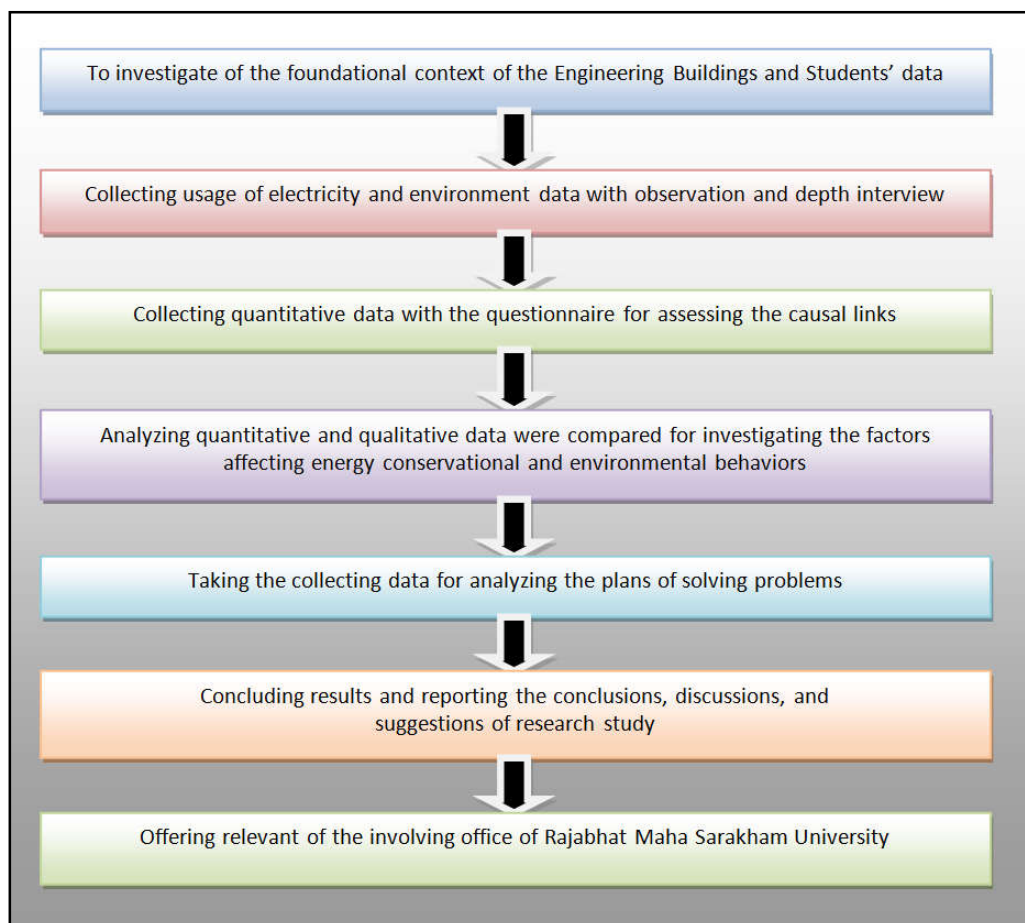 To investigate of the foundational context of the Engineering Buildings and Students’ data
Collecting usage of electricity and environment data with observation and depth interview
Collecting quantitative data with the questionnaire for assessing the causal links
Analyzing quantitative and qualitative data were compared for investigating the factors
affecting energy conservational and environmental behaviors
Taking the collecting data for analyzing the plans of solving problems
Concluding results and reporting the conclusions, discussions, and
suggestions of research study
Offering relevant of the involving office of Rajabhat Maha Sarakham University